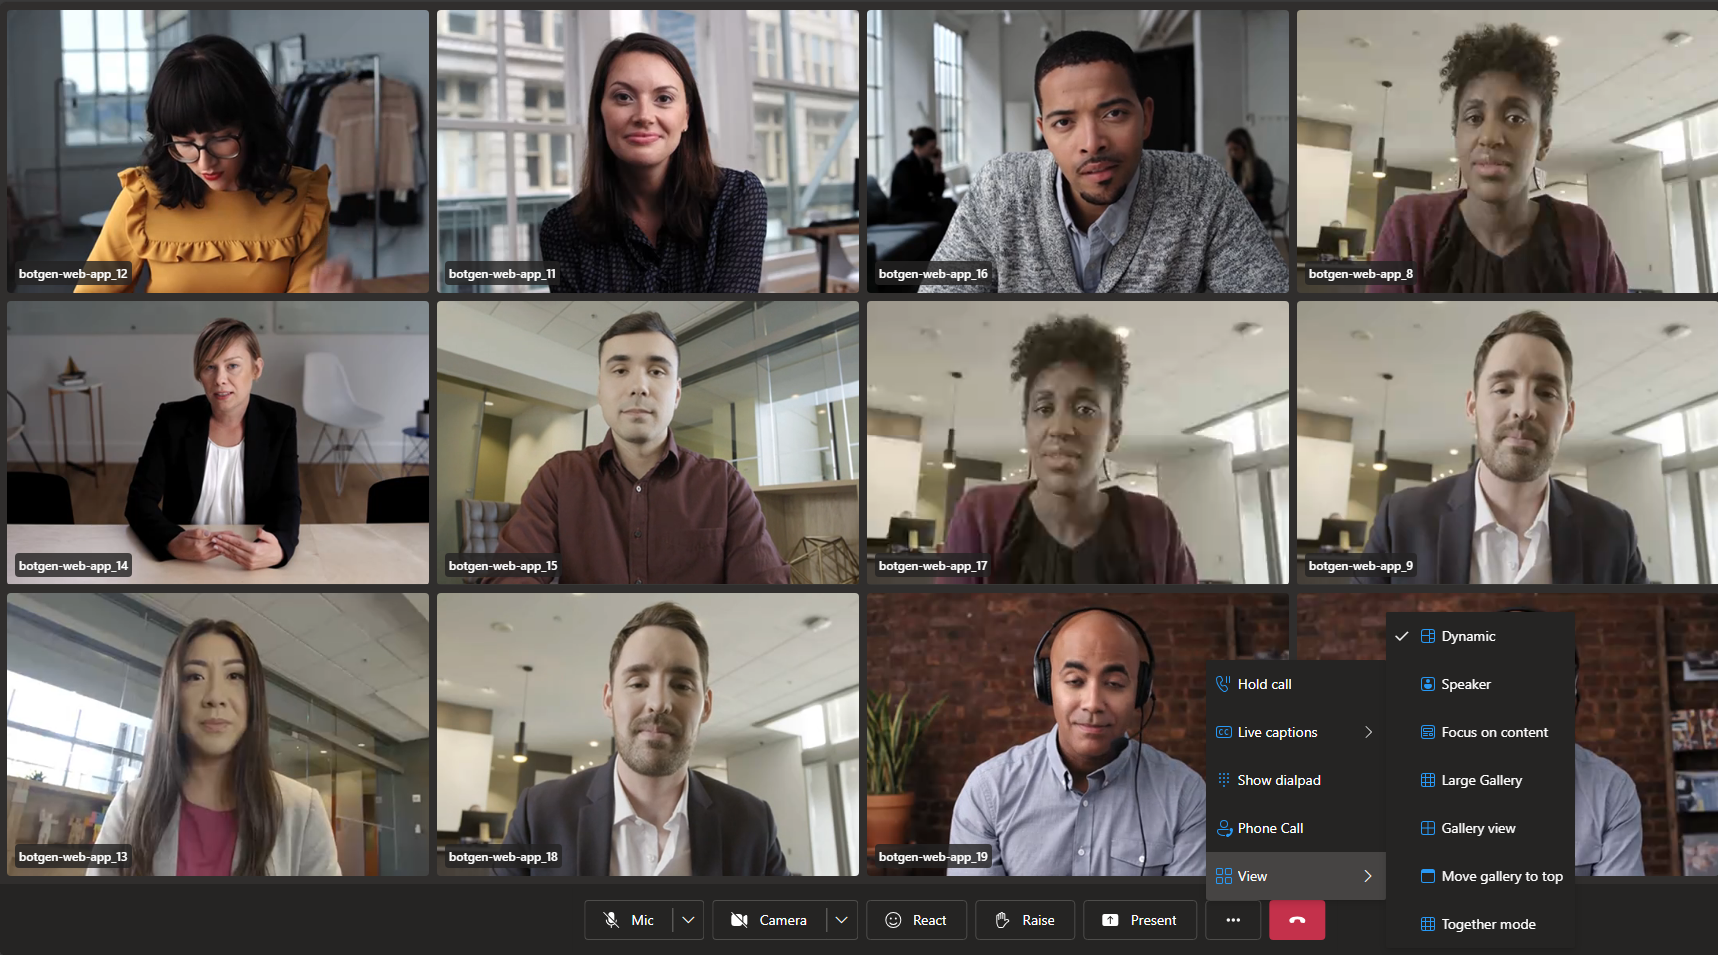 botgen-web-app_12
botgen-web-app_11
botgen-web-app_16
botgen-web-app_8
botgen-web-app_14
botgen-web-app_15
botgen-web-app_17
botgen-web-app_9
botgen-web-app_13
botgen-web-app_18
botgen-web-app_19
Hold call
Live captions
Show dialpad
Phone Call
View
Dynamic
Speaker
Focus on content
Large Gallery
Gallery view
Move gallery to top
Together mode
Mic
Camera
React
Raise
Present